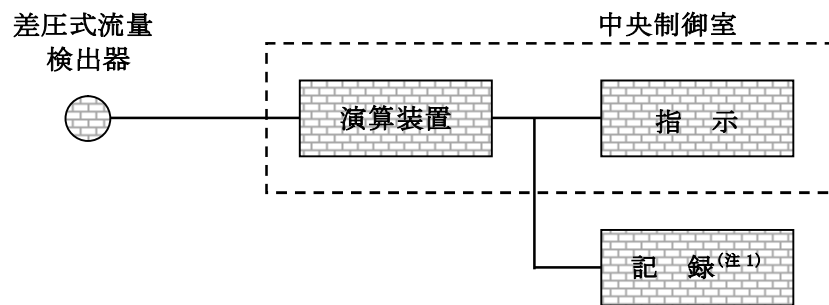 差圧式流量
検出器
中央制御室
演算装置
指 示
記 録(注1)